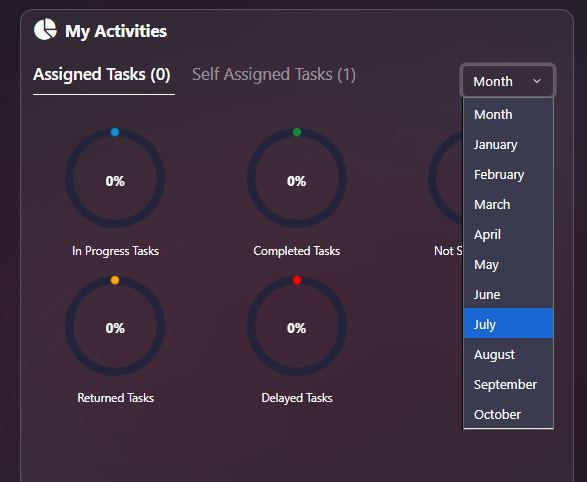 My Activities
Assigned Tasks (0) Self Assigned Tasks (1)
Month
Month
January
February
March
April
May
June
July
August
September
October
0% 0%
In Progress Tasks Completed Tasks Not S
0% 0%
Returned Tasks Delayed Tasks